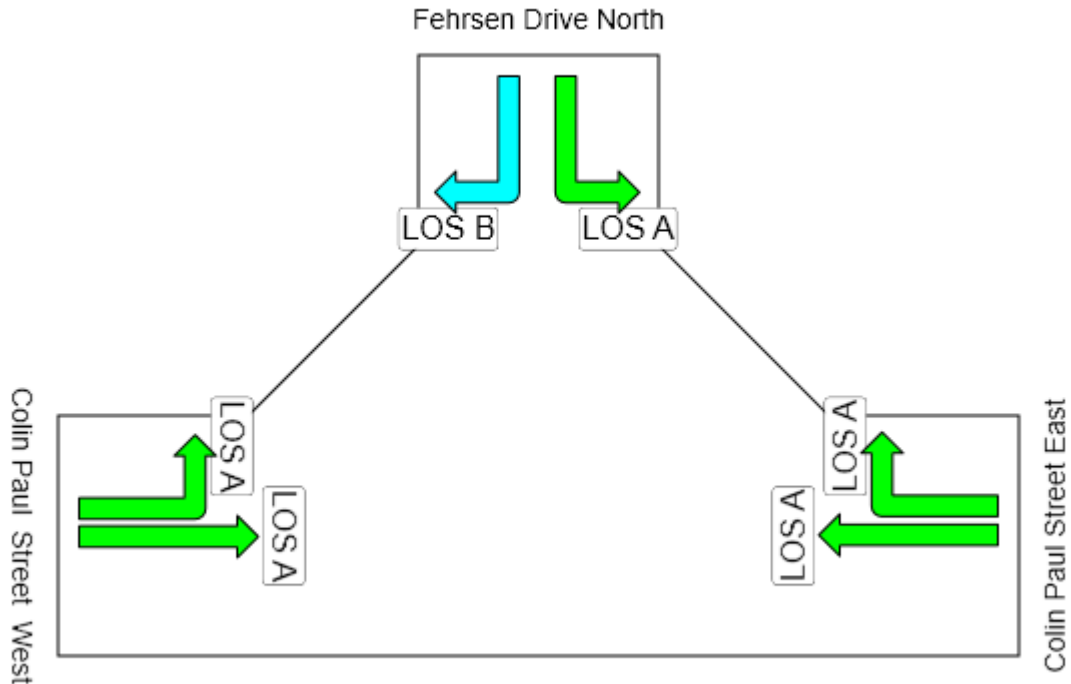 Fehrsen Drive North
LOS B
LOS A
Colin Paul Street West
LOS A
LOS A
LOS A
LOS A
Colin Paul Street East